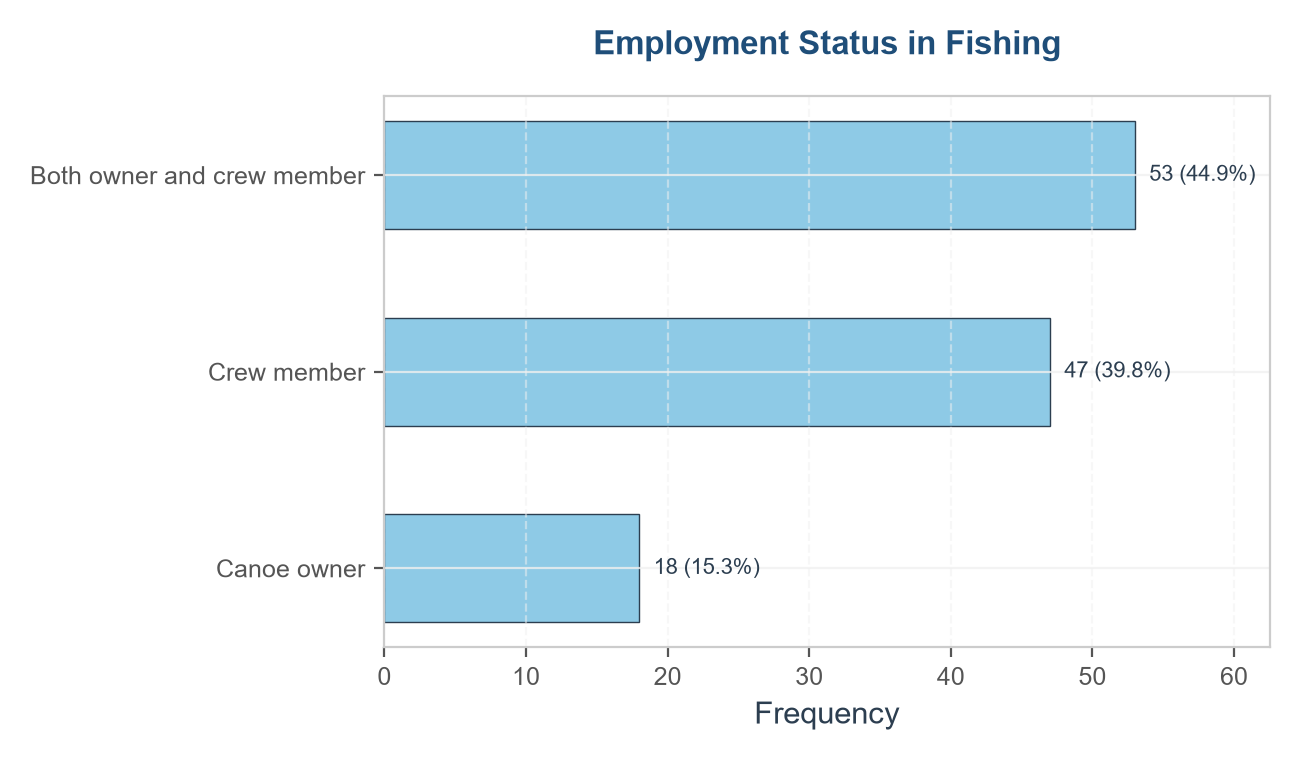 Employment Status in Fishing
Both owner and crew member
53 (44.9%)
Crew member
47 (39.8%)
Canoe owner
18 (15.3%)
0 10 20 30 40 50 60
Frequency